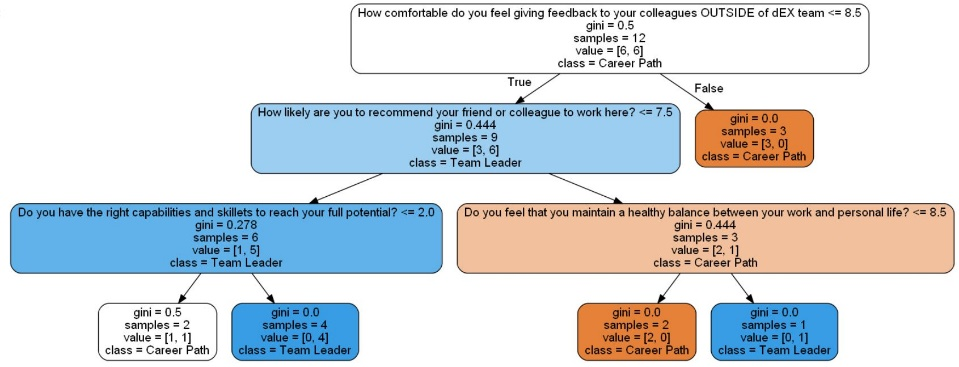 How comfortable do you feel giving feedback to your colleagues OUTSIDE of dEX team <= 8.5
gini = 0.5
samples = 12
value = [6, 6]
class = Career Path
True
False
How likely are you to recommend your friend or colleague to work here? <= 7.5
gini = 0.444
samples = 9
value = [3, 6]
class = Team Leader
gini = 0.0
samples = 3
value = [3, 0]
class = Career Path
Do you have the right capabilities and skillets to reach your full potential? <= 2.0
gini = 0.278
samples = 6
value = [1, 5]
class = Team Leader
Do you feel that you maintain a healthy balance between your work and personal life? <= 8.5
gini = 0.444
samples = 3
value = [2, 1]
class = Career Path
gini = 0.5
samples = 2
value = [1, 1]
class = Career Path
gini = 0.0
samples = 4
value = [0, 4]
class = Team Leader
gini = 0.0
samples = 2
value = [2, 0]
class = Career Path
gini = 0.0
samples = 1
value = [0, 1]
class = Team Leader